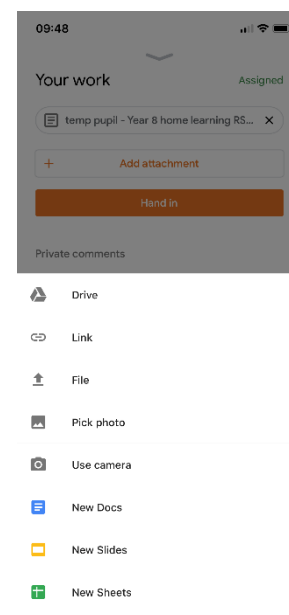 09:48
Your work
Assigned
temp pupil - Year 8 home learning RS...
+ Add attachment
Hand in
Private comments
Drive
Link
File
Pick photo
Use camera
New Docs
New Slides
New Sheets